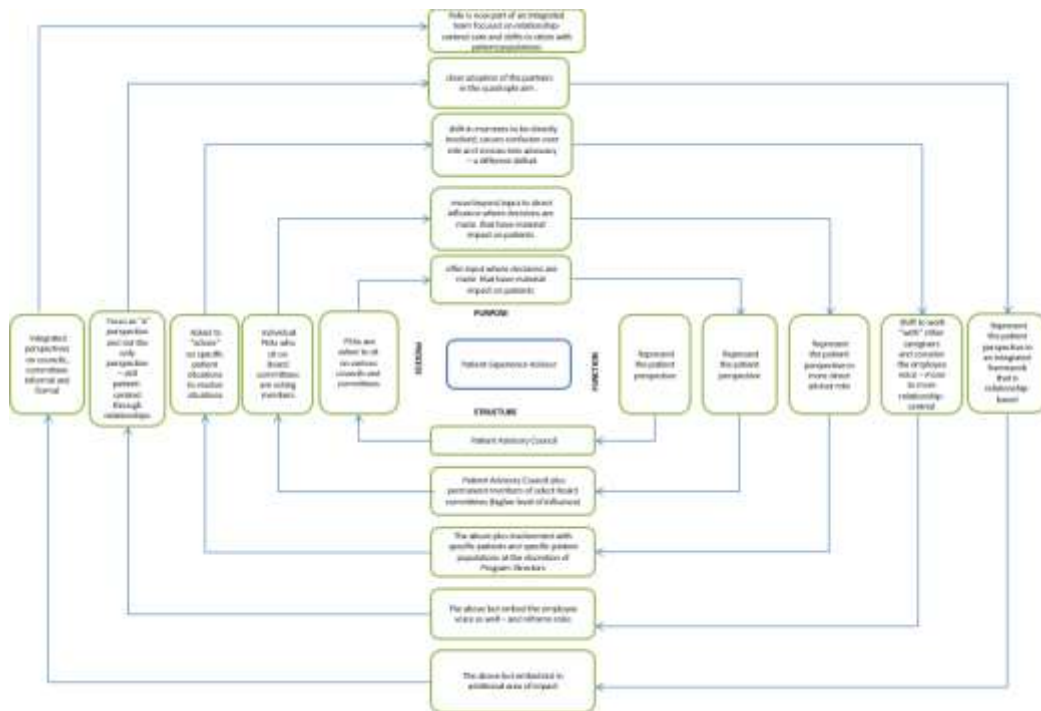 Role is now part of an integrated
team focused on relationship-
centred care and shifts in action with
patient populations
clear adoption of the partners
in the quadruple aim
shift in
to be directly
involved, causes confusion over
role and
– a different skillset
move beyond input to direct
influence where decisions are
made that have material
impact on patients
offer input where decisions are
made that have material
impact on patients
PURPOSE
Integrated
perspectives
on councils,
committees
informal and
formal
Focus on "a"
perspective
and not the
only
perspective
– still
patient-
centred
through
relationships
Asked to
"advise"
on specific
patient
situations
to resolve
situations
Individual
PEAs who
sit on
Board
committees
are voting
members
PEAs are
asked to sit
on various
councils and
committees
PROCESS
Patient Experience Advisor
FUNCTION
Represent
the patient
perspective
Represent
the patient
perspective
Represent
the patient
perspective in
more direct
advisor role
Shift to work
"with" other
caregivers
and consider
the employee
voice – move
to more
relationship-
centred
Represent
the patient
perspective in
an integrated
framework
that is
relationship
based
STRUCTURE
Patient Advisory Council
Patient Advisory Council plus
permanent members of select Board
committees (higher level of influence)
The above plus involvement with
specific patients and specific patient
populations at the discretion of
Program Directors
The above but embed the employee
voice as well – and reframe roles
The above but embedded in
additional area of impact